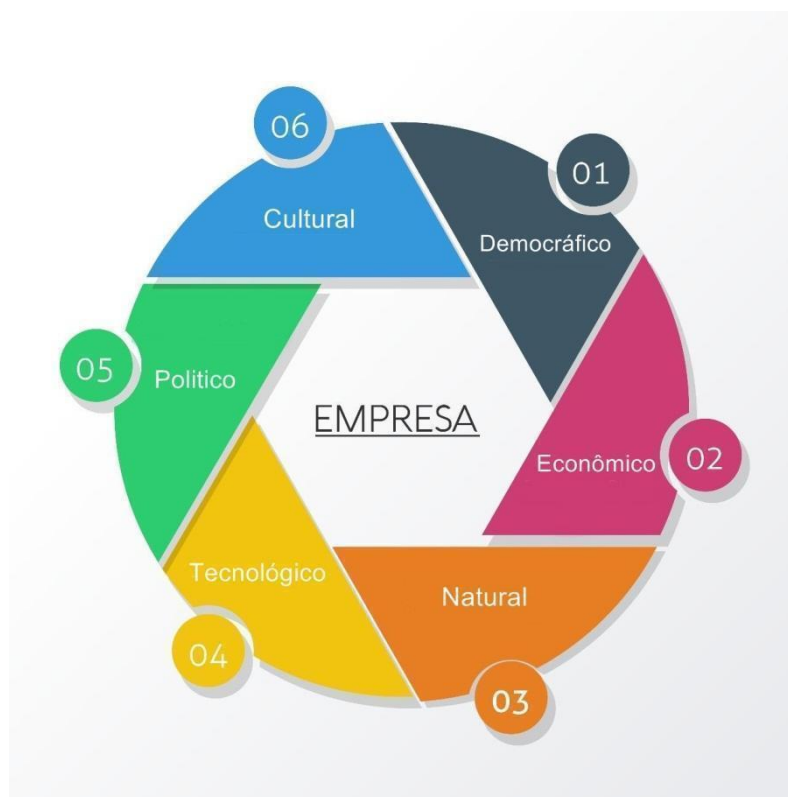 01
Democráfico
02
Econômico
03
Natural
04
Tecnológico
05
Politico
06
Cultural
EMPRESA